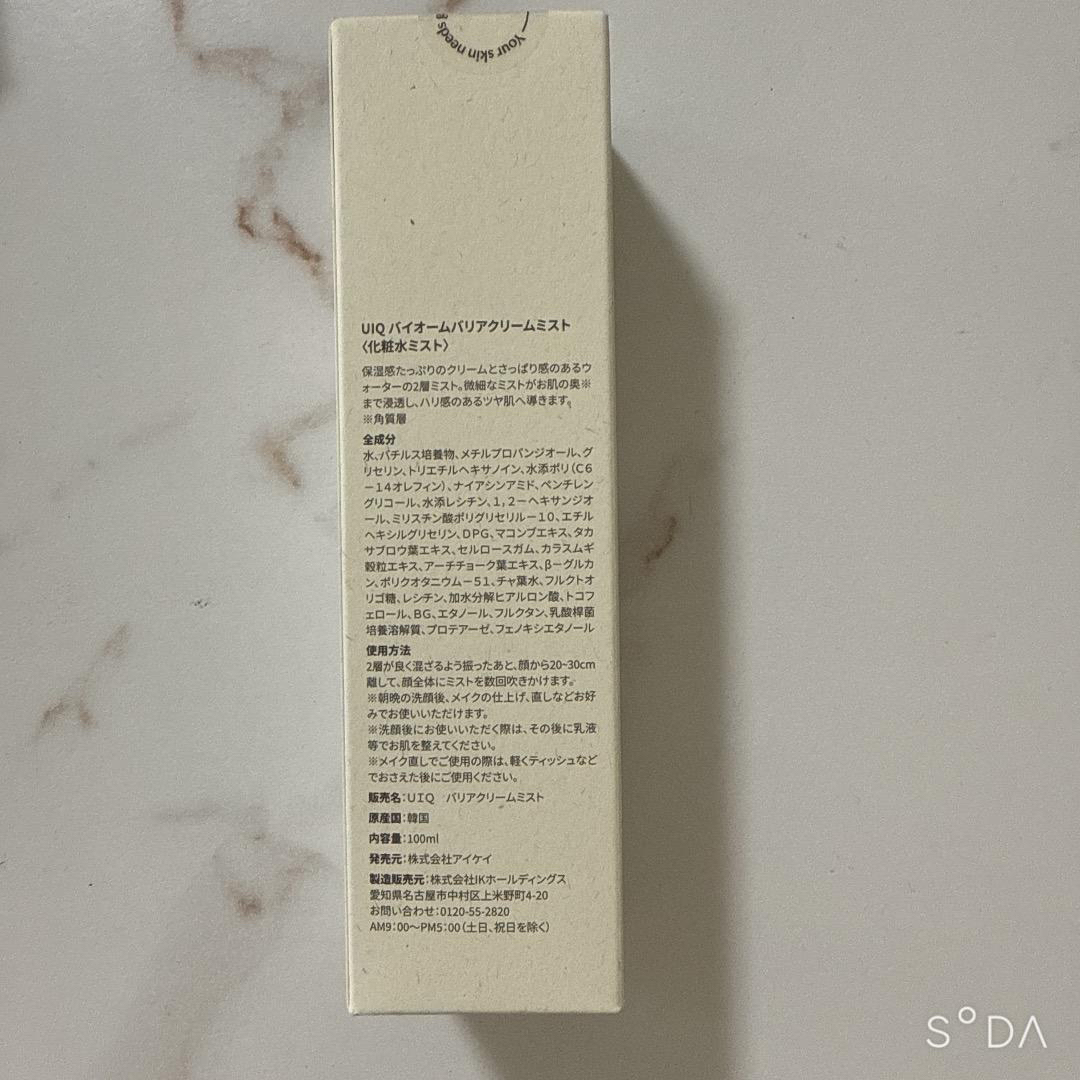 Your skin needs
UIQ バイオームバリアクリームミスト
〈化粧水ミスト〉
保湿感たっぷりのクリームとさっぱり感のあるウ
ォーターの2層ミスト。微細なミストがお肌の奥※
まで浸透し、ハリ感のあるツヤ肌へ導きます。
※角質層
全成分
水、バチルス培養物、メチルプロパンジオール、グ
リセリン、トリエチルヘキサノイン、水添ポリ(C6
-14オレフィン)、ナイアシンアミド、ペンチレン
グリコール、水添レシチン、1,2-ヘキサンジオ
ール、ミリスチン酸ポリグリセリル-10、エチル
ヘキシルグリセリン、DPG、マコンブエキス、タカ
サブロウ葉エキス、セルロースガム、カラスムギ
穀粒エキス、アーチチョーク葉エキス、β-グルカ
ン、ポリクオタニウム-51、チャ葉水、フルクトオ
リゴ糖、レシチン、加水分解ヒアルロン酸、トコフ
ェロール、BG、エタノール、フルクタン、乳酸桿菌
培養溶解質、プロテアーゼ、フェノキシエタノール
使用方法
2層が良く混ざるよう振ったあと、顔から20~30cm
離して、顔全体にミストを数回吹きかけます。
※朝晩の洗顔後、メイクの仕上げ、直しなどお好
みでお使いいただけます。
※洗顔後にお使いいただく際は、その後に乳液
等でお肌を整えてください。
※メイク直しでご使用の際は、軽くティッシュなど
でおさえた後にご使用ください。
販売名:UIQ バリアクリームミスト
原産国:韓国
内容量:100ml
発売元:株式会社アイケイ
製造販売元:株式会社IKホールディングス
愛知県名古屋市中村区上米野町4-20
お問い合わせ:0120-55-2820
AM9:00〜PM5:00(土日、祝日を除く)
SODA